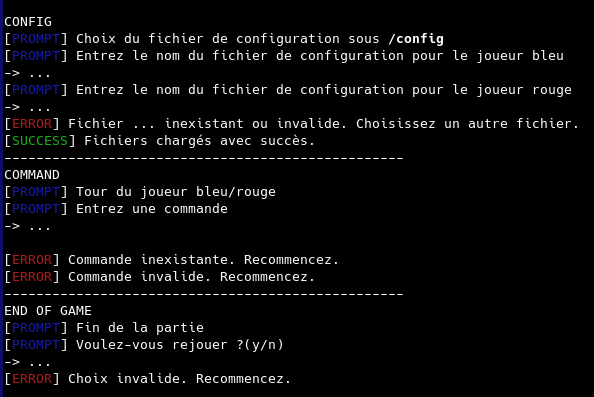 CONFIG
[PROMPT] Choix du fichier de configuration sous /config
[PROMPT] Entrez le nom du fichier de configuration pour le joueur bleu
-> ...
[PROMPT] Entrez le nom du fichier de configuration pour le joueur rouge
-> ...
[ERROR] Fichier ... inexistant ou invalide. Choisissez un autre fichier.
[SUCCESS] Fichiers chargés avec succès.
--------------------------------------------------
COMMAND
[PROMPT] Tour du joueur bleu/rouge
[PROMPT] Entrez une commande
-> ...
[ERROR] Commande inexistante. Recommencez.
[ERROR] Commande invalide. Recommencez.
--------------------------------------------------
END OF GAME
[PROMPT] Fin de la partie
[PROMPT] Voulez-vous rejouer ?(y/n)
-> ...
[ERROR] Choix invalide. Recommencez.